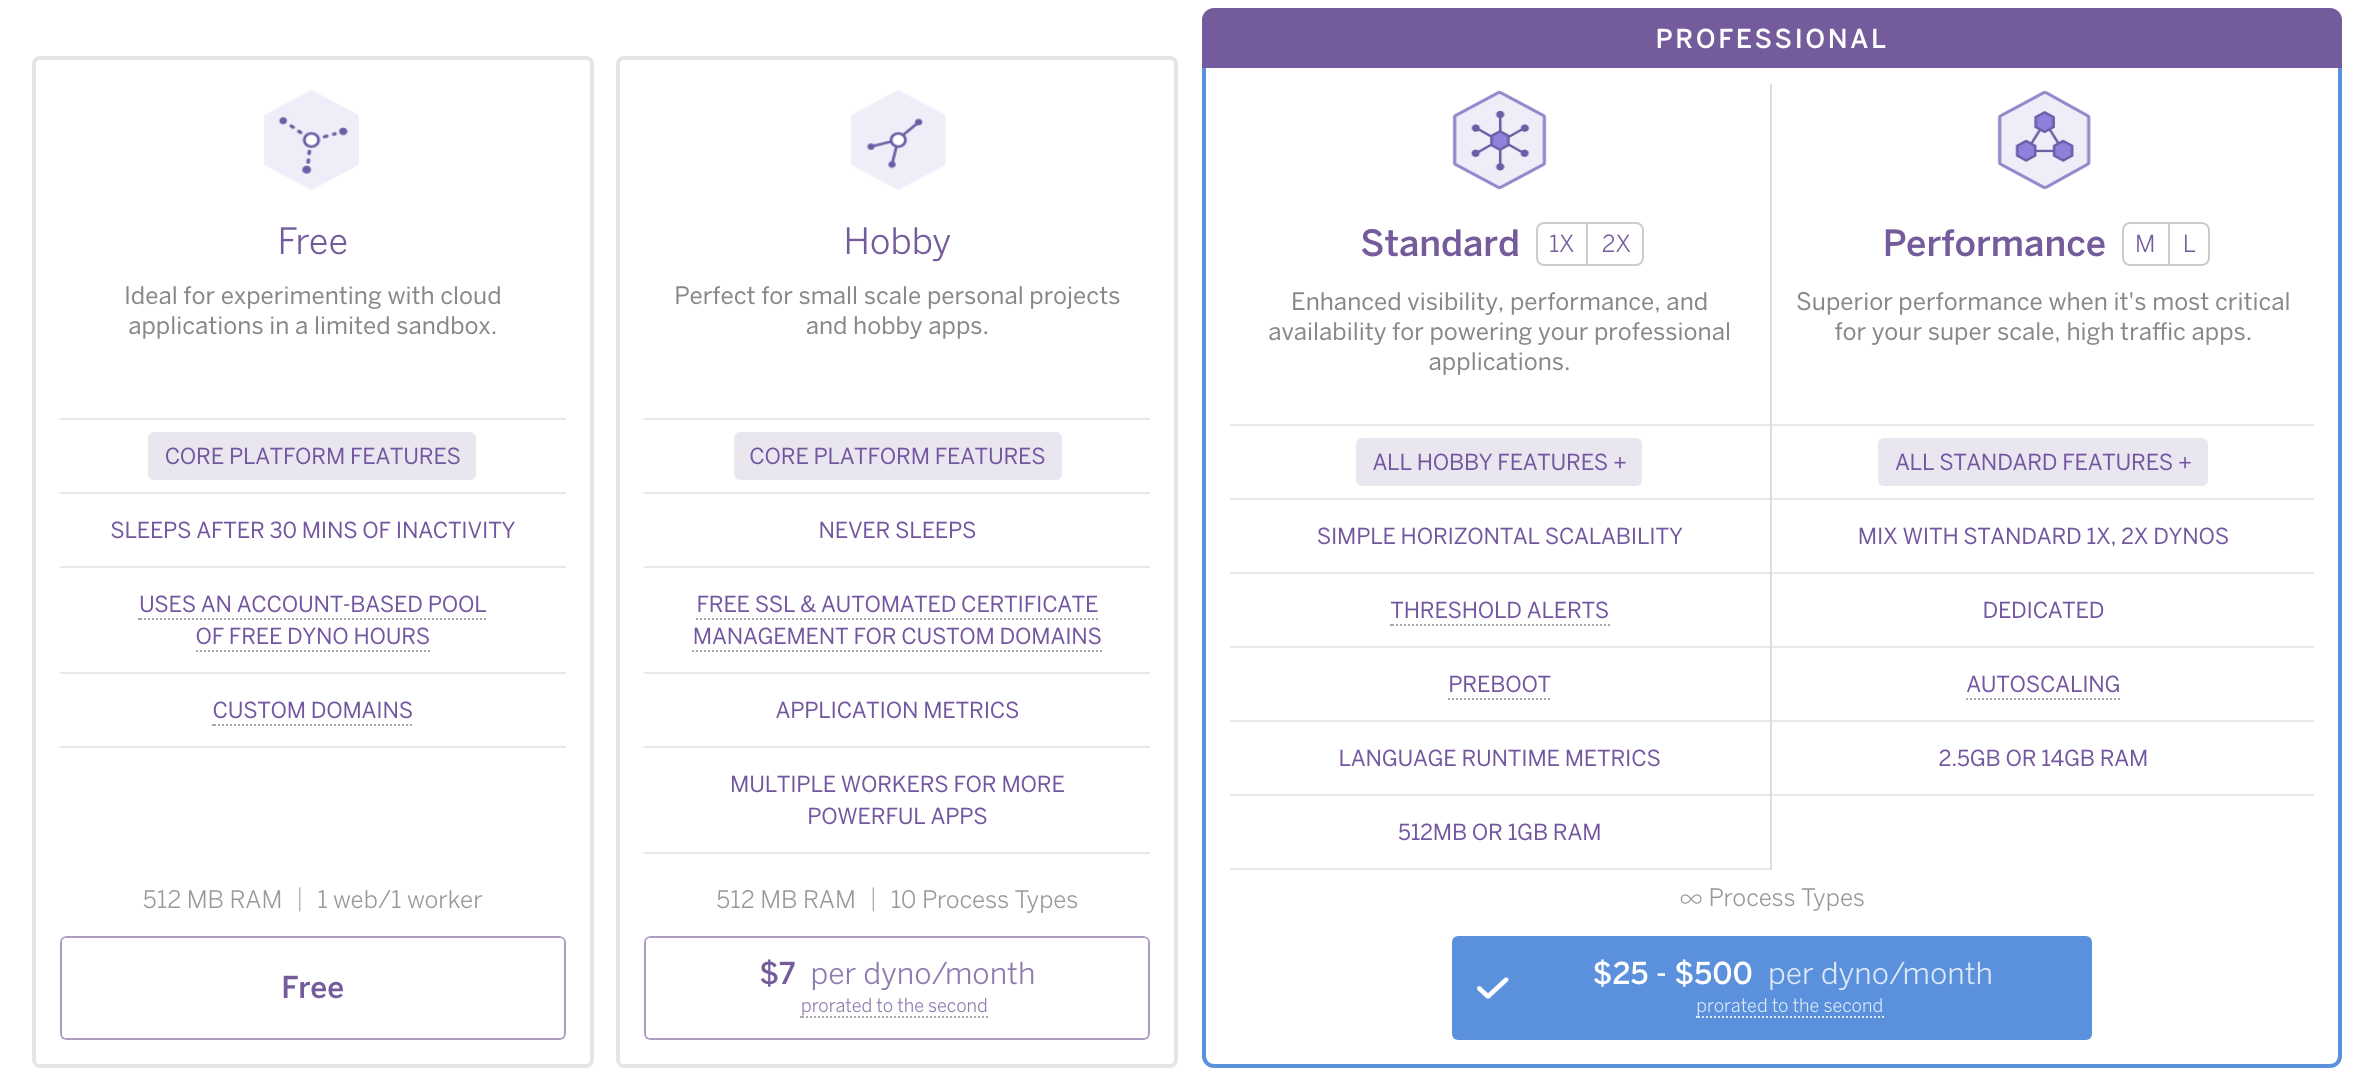 Free
Ideal for experimenting with cloud
applications in a limited sandbox.
CORE PLATFORM FEATURES
SLEEPS AFTER 30 MINS OF INACTIVITY
USES AN ACCOUNT-BASED POOL
OF FREE DYNO HOURS
CUSTOM DOMAINS
512 MB RAM | 1 web/1 worker
Free
Hobby
Perfect for small scale personal projects
and hobby apps.
CORE PLATFORM FEATURES
NEVER SLEEPS
FREE SSL & AUTOMATED CERTIFICATE
MANAGEMENT FOR CUSTOM DOMAINS
APPLICATION METRICS
MULTIPLE WORKERS FOR MORE
POWERFUL APPS
512 MB RAM | 10 Process Types
$7 per dyno/month
prorated to the second
PROFESSIONAL
Standard 1X 2X
Enhanced visibility, performance, and
availability for powering your professional
applications.
ALL HOBBY FEATURES +
SIMPLE HORIZONTAL SCALABILITY
THRESHOLD ALERTS
PREBOOT
LANGUAGE RUNTIME METRICS
512MB OR 1GB RAM
Performance M L
Superior performance when it's most critical
for your super scale, high traffic apps.
ALL STANDARD FEATURES +
MIX WITH STANDARD 1X, 2X DYNOS
DEDICATED
AUTOSCALING
2.5GB OR 14GB RAM
∞ Process Types
$25 - $500 per dyno/month
prorated to the second